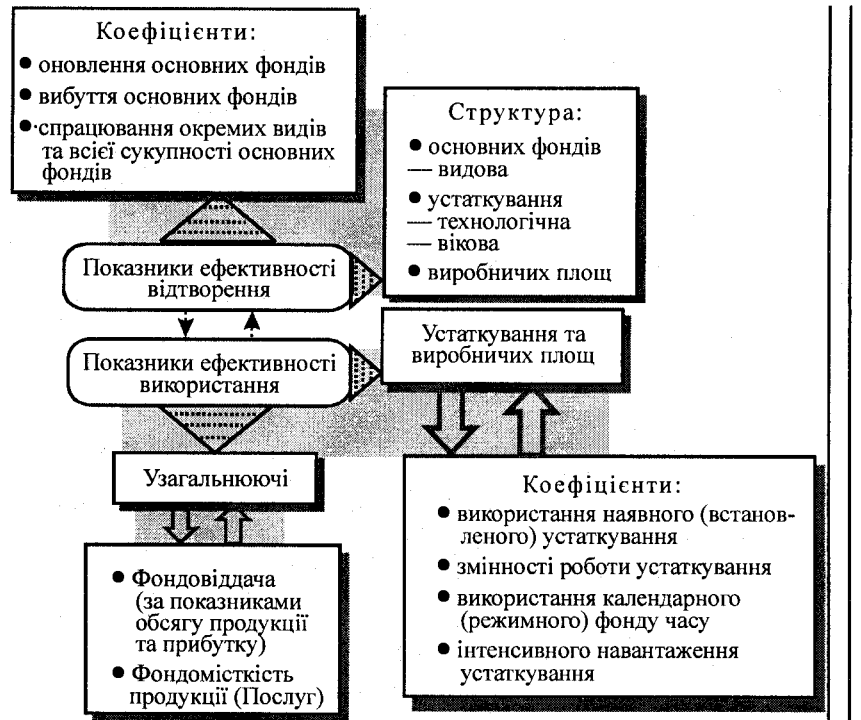 Коефіцієнти:
● оновлення основних фондів
● вибуття основних фондів
● спрацювання окремих видів
та всієї сукупності основних
фондів
Структура:
● основних фондів
— видова
● устаткування
— технологічна
— вікова
● виробничих площ
Показники ефективності
відтворення
Показники ефективності
використання
Устаткування та
виробничих площ
Узагальнюючі
● Фондовіддача
(за показниками
обсягу продукції
та прибутку)
● Фондомісткість
продукції (Послуг)
Коефіцієнти:
● використання наявного (встанов-
леного) устаткування
● змінності роботи устаткування
● використання календарного
(режимного) фонду часу
● інтенсивного навантаження
устаткування